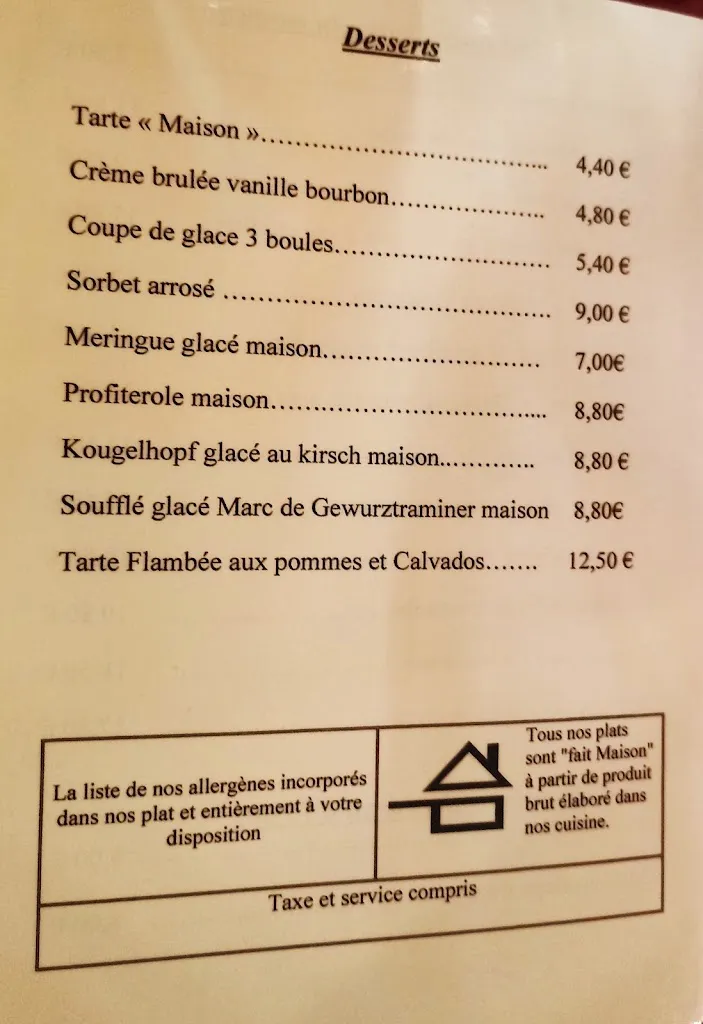 Desserts
Tarte « Maison »........................................ 4,40 €
Crème brulée vanille bourbon...................... 4,80 €
Coupe de glace 3 boules............................... 5,40 €
Sorbet arrosé .............................................. 9,00 €
Meringue glacé maison.............................. 7,00€
Profiterole maison....................................... 8,80€
Kougelhopf glacé au kirsch maison............. 8,80 €
Soufflé glacé Marc de Gewurztraminer maison 8,80€
Tarte Flambée aux pommes et Calvados....... 12,50 €
La liste de nos allergènes incorporés
dans nos plat et entièrement à votre
disposition
Tous nos plats
sont "fait Maison"
à partir de produit
brut élaboré dans
nos cuisine.
Taxe et service compris